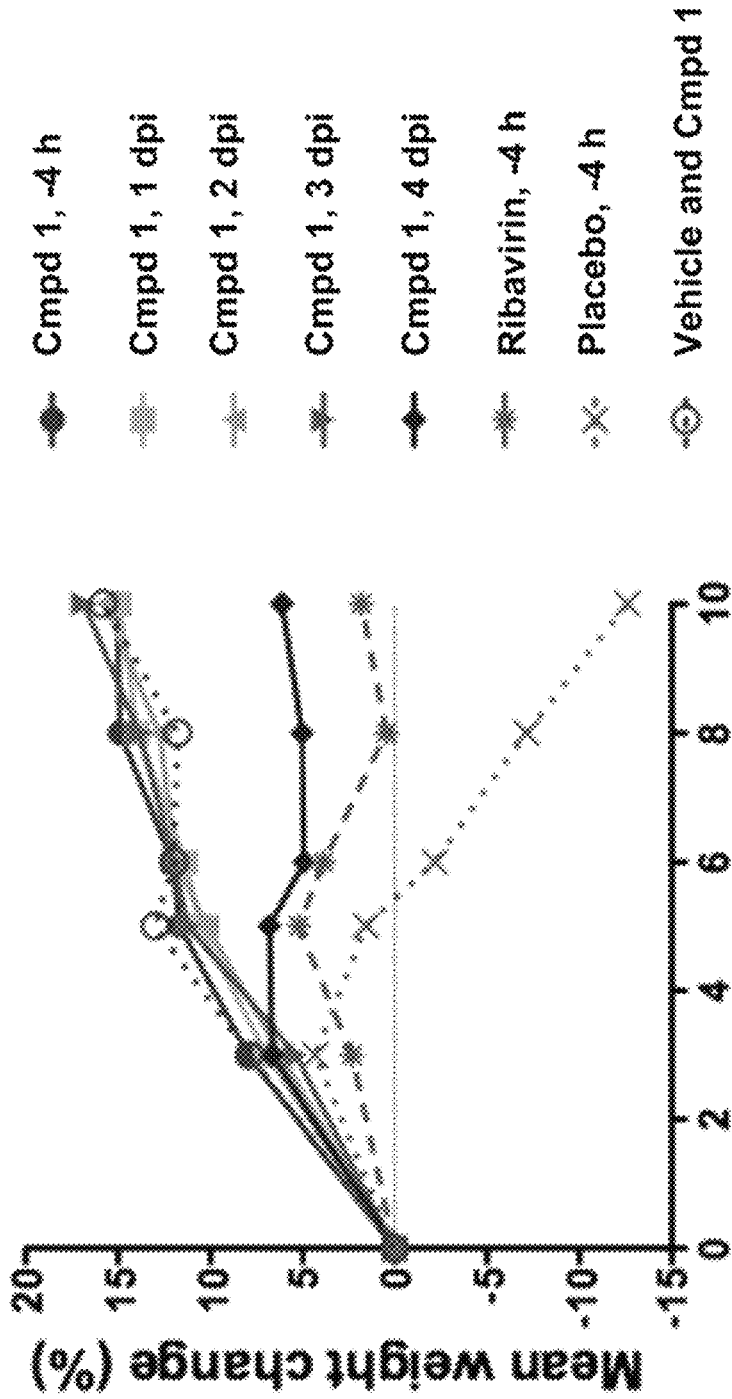 Mean weight change (%)
20
15
10
5
0
-5
-10
-15
0
2
4
6
8
10
Cmpd 1, -4 h
Cmpd 1, 1 dpi
Cmpd 1, 2 dpi
Cmpd 1, 3 dpi
Cmpd 1, 4 dpi
Ribavirin, -4 h
Placebo, -4 h
Vehicle and Cmpd 1